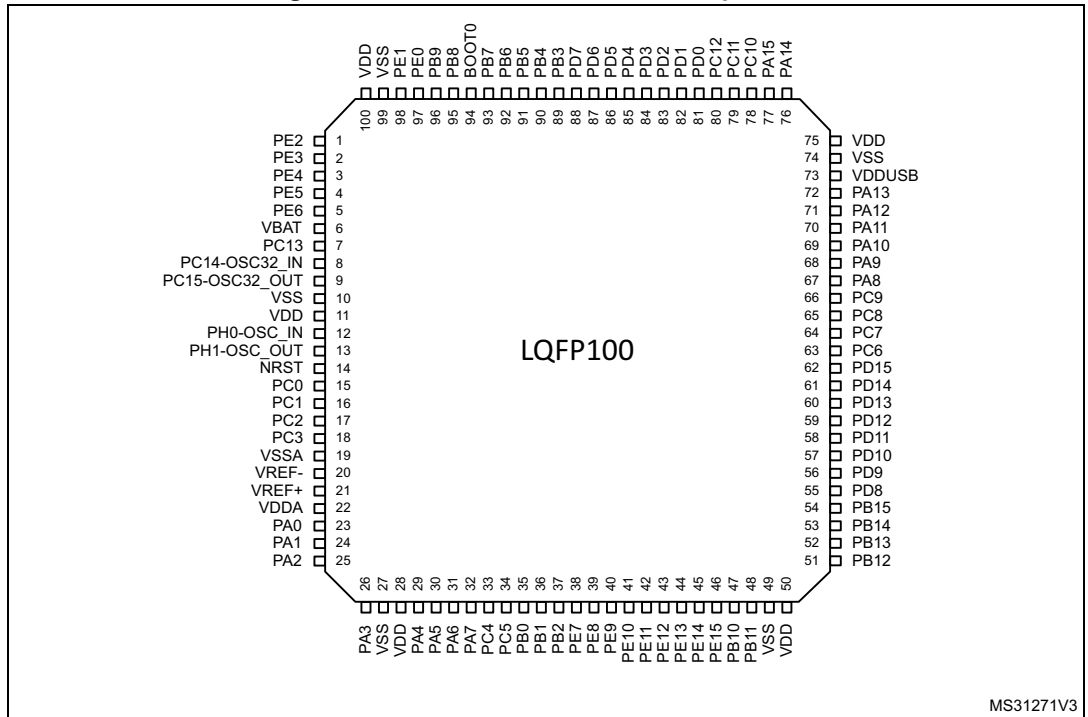 VDD VSS PE1 PE0 PB9 PB8 BOOT0 PB7 PB6 PB5 PB4 PB3 PD7 PD6 PD5 PD4 PD3 PD2 PD1 PD0 PC12 PC11 PC10 PA15 PA14
100 99 98 97 96 95 94 93 92 91 90 89 88 87 86 85 84 83 82 81 80 79 78 77 76
PE2 1 75 VDD
PE3 2 74 VSS
PE4 3 73 VDDUSB
PE5 4 72 PA13
PE6 5 71 PA12
VBAT 6 70 PA11
PC13 7 69 PA10
PC14-OSC32_IN 8 68 PA9
PC15-OSC32_OUT 9 67 PA8
VSS 10 66 PC9
VDD 11 65 PC8
PH0-OSC_IN 12 64 PC7
PH1-OSC_OUT 13 63 PC6
LQFP100
NRST 14 62 PD15
PC0 15 61 PD14
PC1 16 60 PD13
PC2 17 59 PD12
PC3 18 58 PD11
VSSA 19 57 PD10
VREF- 20 56 PD9
VREF+ 21 55 PD8
VDDA 22 54 PB15
PA0 23 53 PB14
PA1 24 52 PB13
PA2 25 51 PB12
26 27 28 29 30 31 32 33 34 35 36 37 38 39 40 41 42 43 44 45 46 47 48 49 50
PA3 VSS VDD PA4 PA5 PA6 PA7 PC4 PC5 PB0 PB1 PB2 PE7 PE8 PE9 PE10 PE11 PE12 PE13 PE14 PE15 PB10 PB11 VSS VDD
MS31271V3